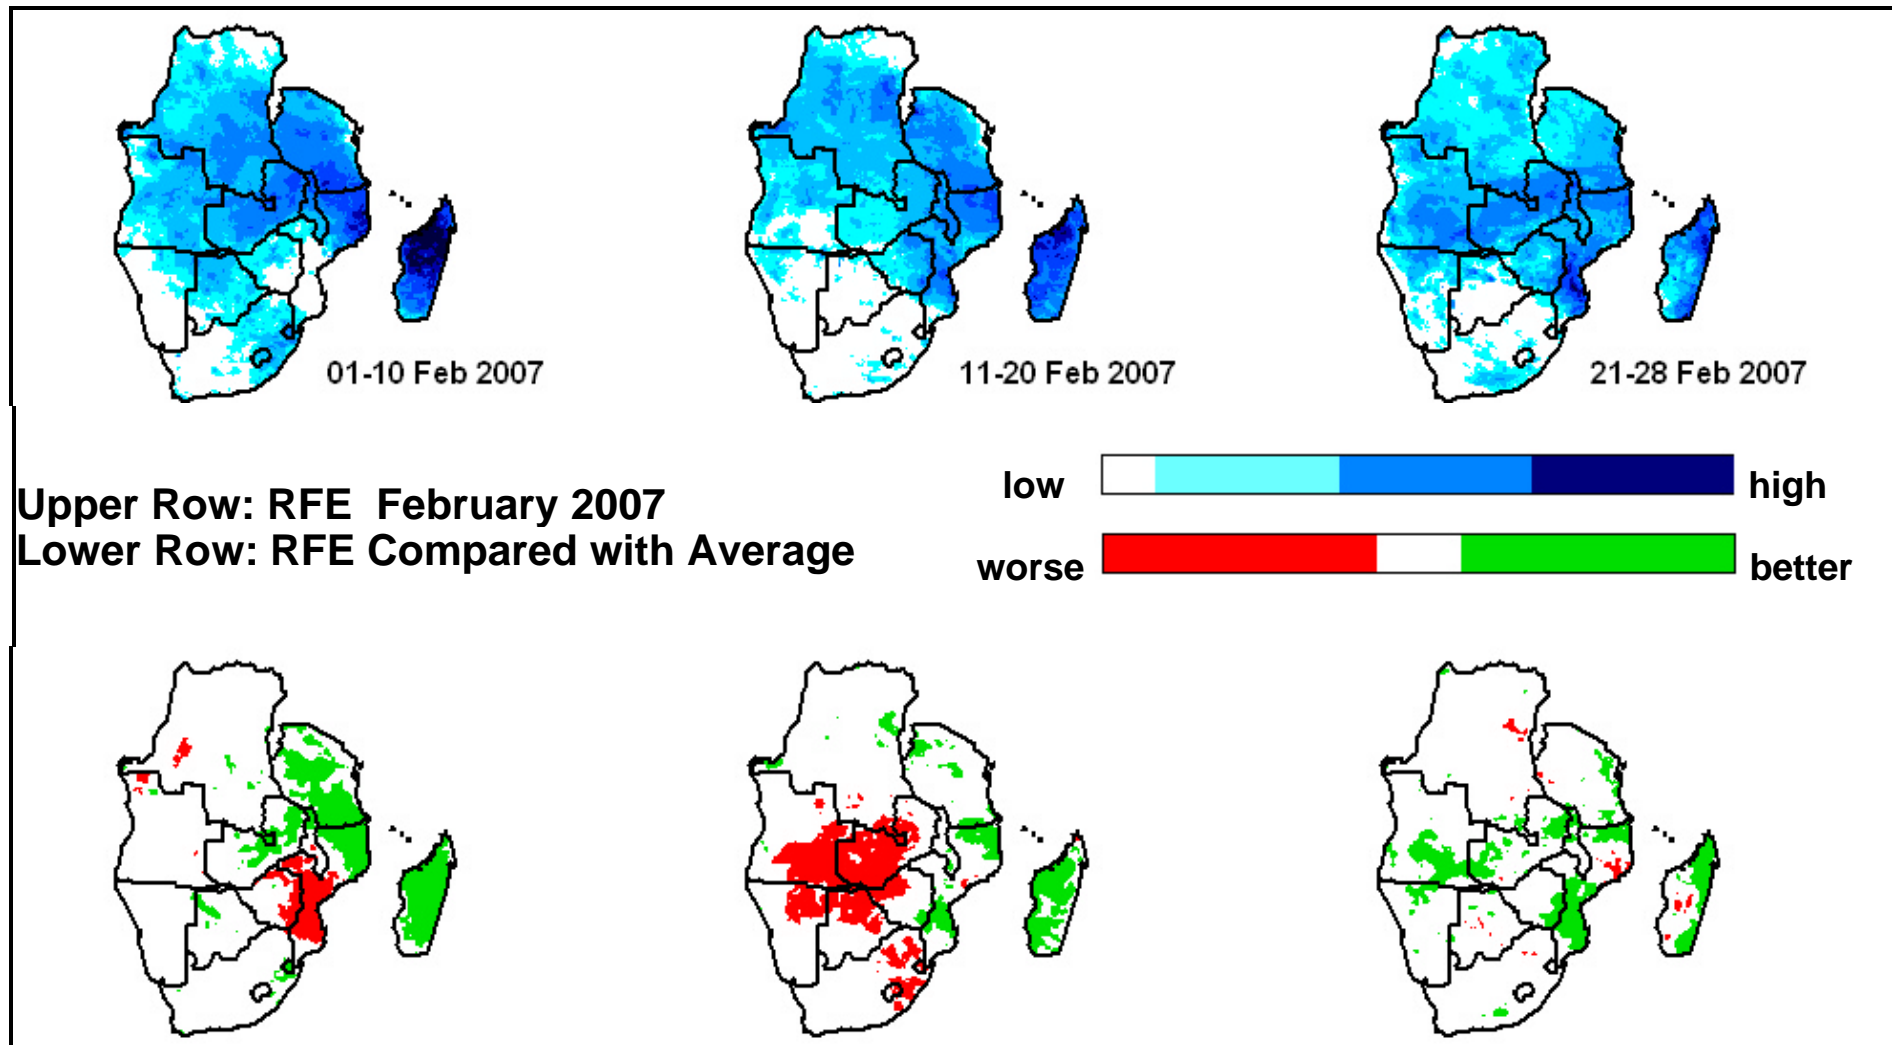 01-10 Feb 2007
11-20 Feb 2007
21-28 Feb 2007
low high
Upper Row: RFE February 2007
Lower Row: RFE Compared with Average
worse better